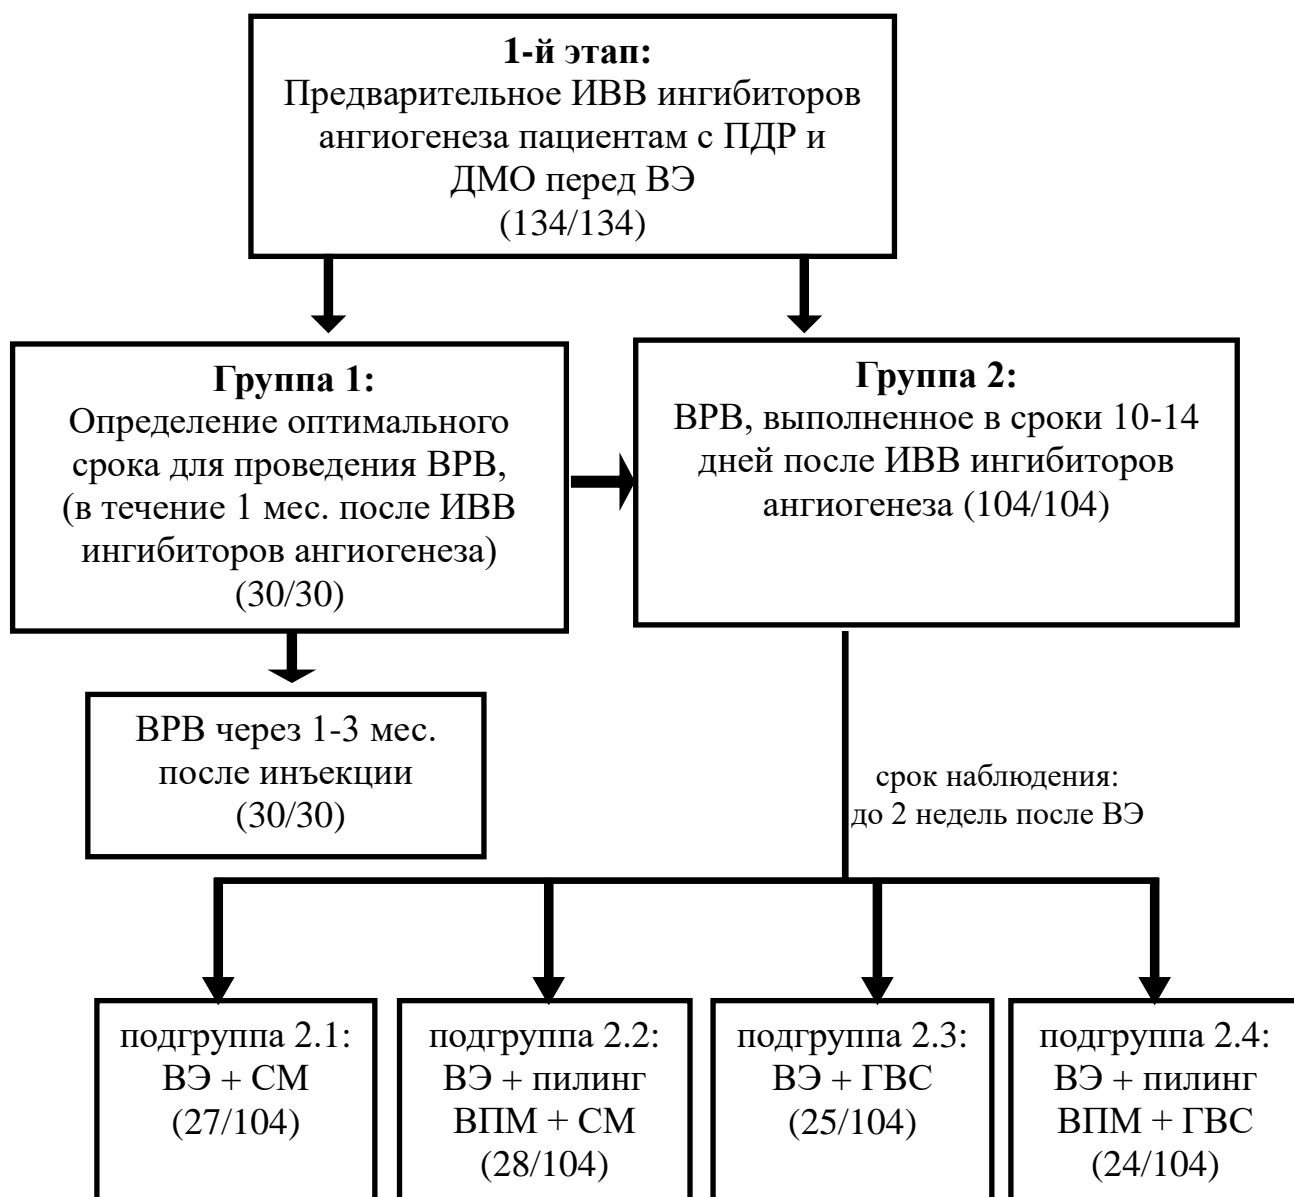 1-й этап:
Предварительное ИВВ ингибиторов
ангиогенеза пациентам с ПДР и
ДМО перед ВЭ
(134/134)
Группа 1:
Определение оптимального
срока для проведения ВРВ,
(в течение 1 мес. после ИВВ
ингибиторов ангиогенеза)
(30/30)
Группа 2:
ВРВ, выполненное в сроки 10-14
дней после ИВВ ингибиторов
ангиогенеза (104/104)
ВРВ через 1-3 мес.
после инъекции
(30/30)
срок наблюдения:
до 2 недель после ВЭ
подгруппа 2.1:
ВЭ + СМ
(27/104)
подгруппа 2.2:
ВЭ + пилинг
ВПМ + СМ
(28/104)
подгруппа 2.3:
ВЭ + ГВС
(25/104)
подгруппа 2.4:
ВЭ + пилинг
ВПМ + ГВС
(24/104)